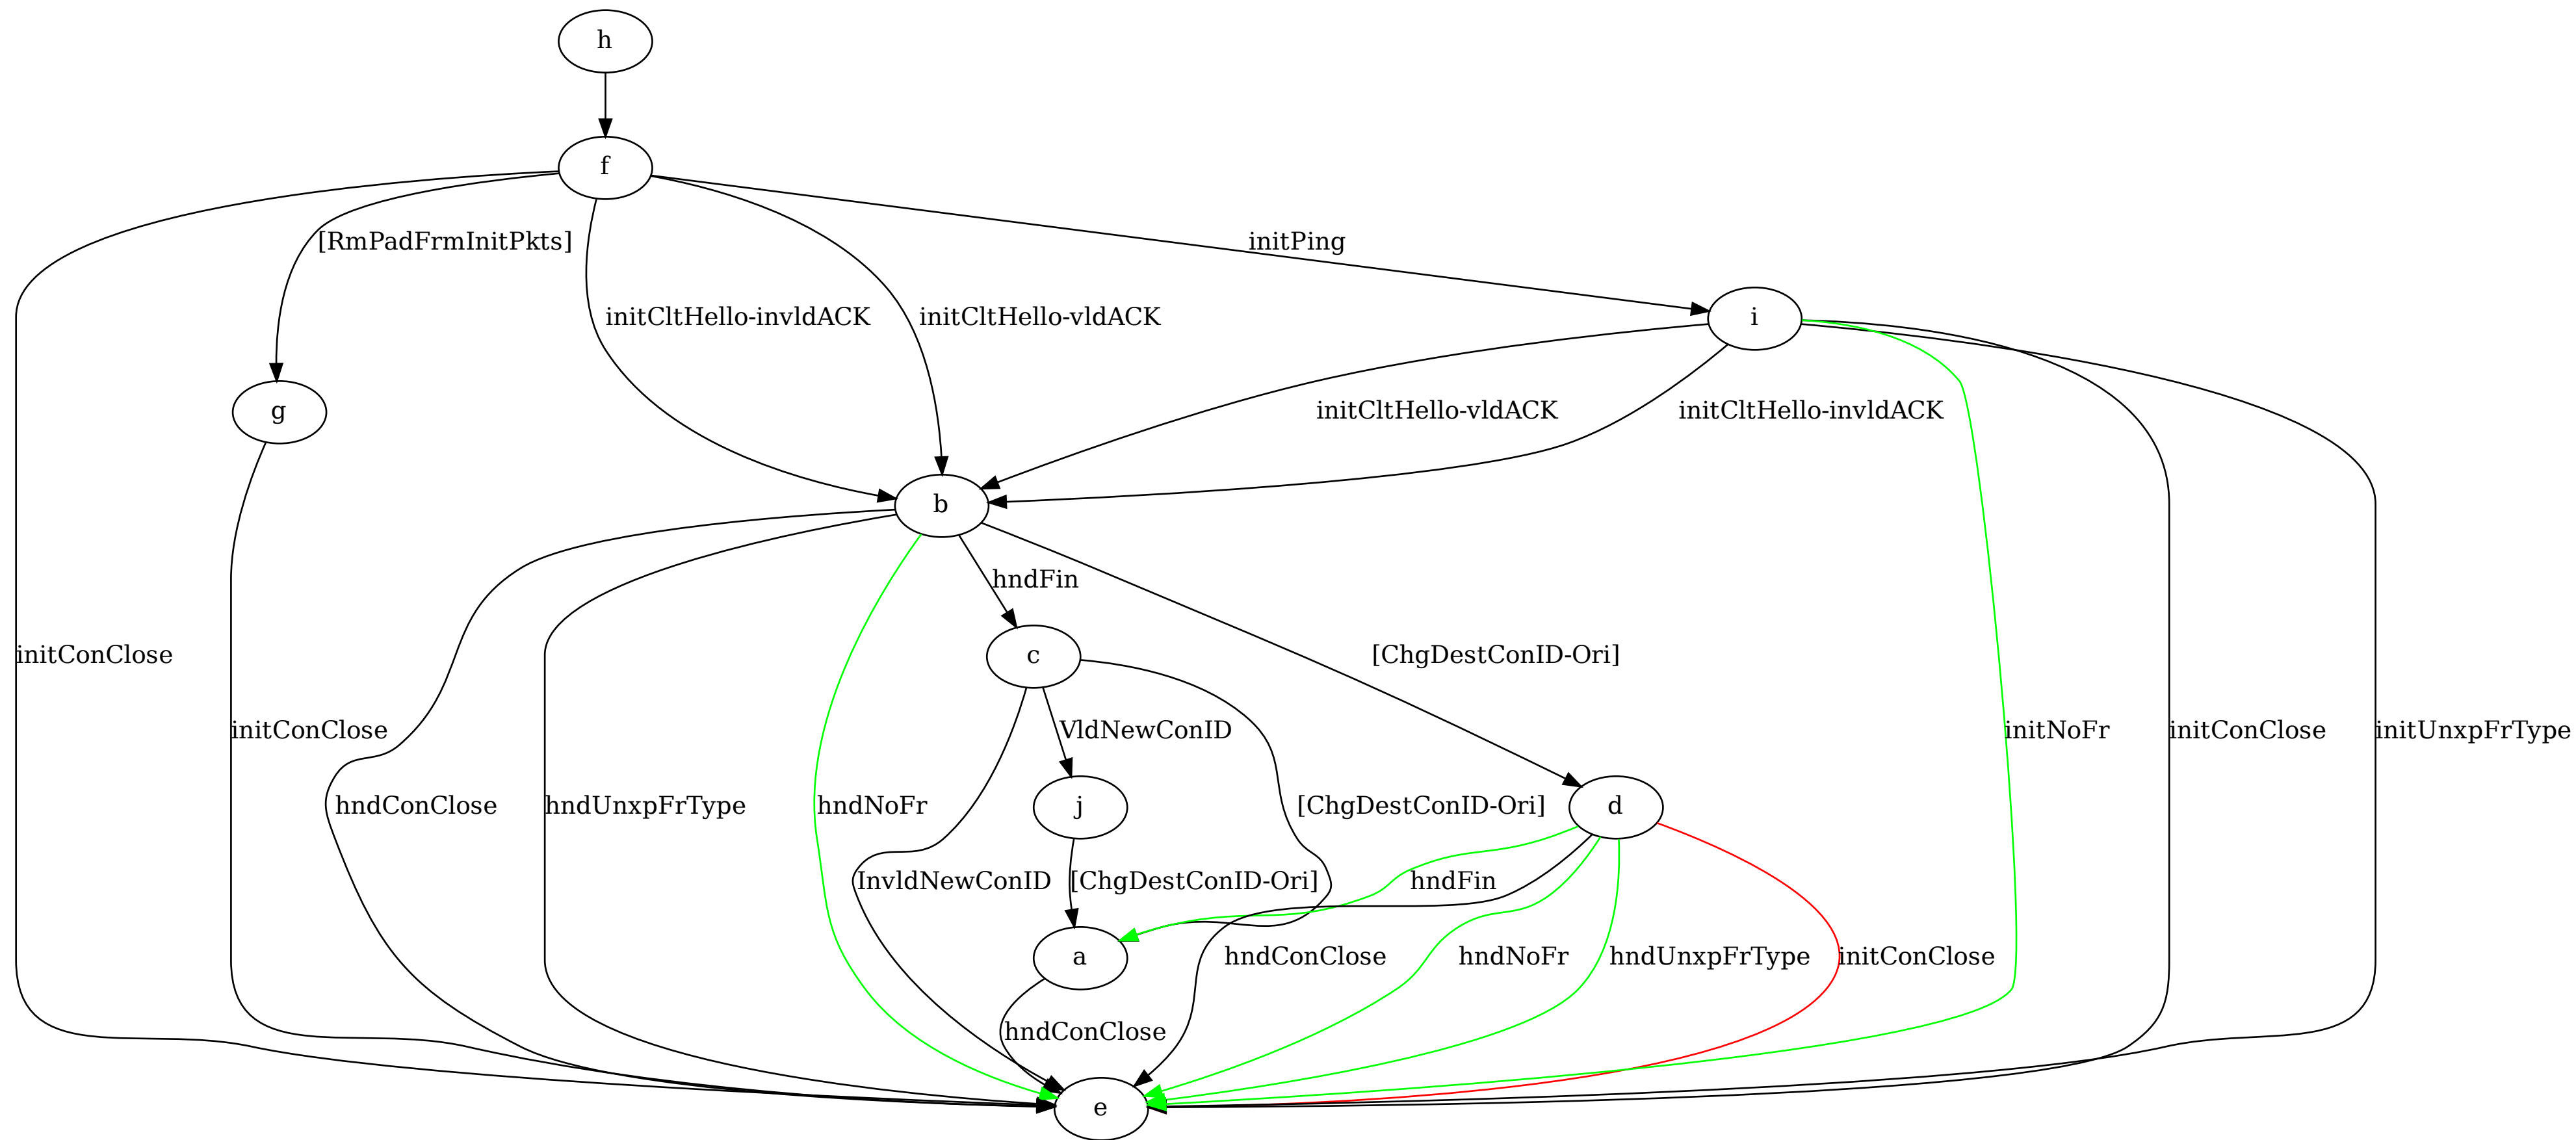 h
f
[RmPadFrmInitPkts]
initPing
initCltHello-invldACK
initCltHello-vldACK
i
g
initCltHello-vldACK
initCltHello-invldACK
b
hndFin
initConClose
c
[ChgDestConID-Ori]
initConClose
VldNewConID
initNoFr
initConClose
initUnxpFrType
hndConClose
hndUnxpFrType
hndNoFr
j
[ChgDestConID-Ori]
d
InvldNewConID
[ChgDestConID-Ori]
hndFin
a
hndConClose
hndNoFr
hndUnxpFrType
initConClose
hndConClose
e